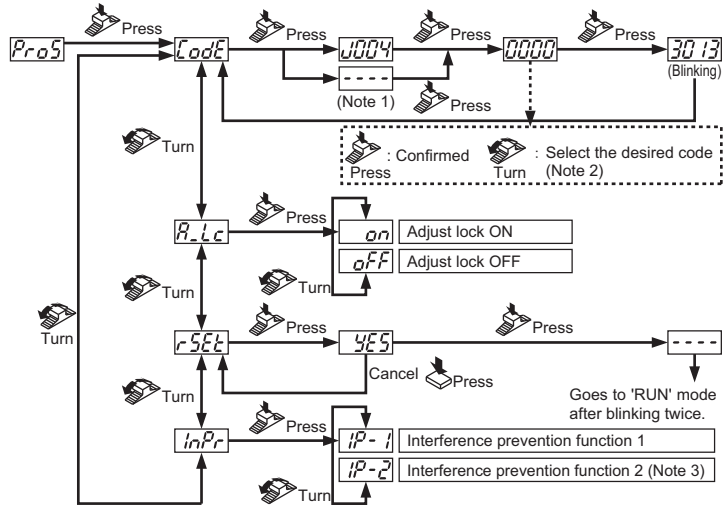 Press Press Press Press
ProS CodE J004 0000 3013
- - - - (Blinking)
(Note 1) Press
Turn
: Confirmed : Select the desired code
Press Turn (Note 2)
Press
A_Lc on Adjust lock ON
oFF Adjust lock OFF
Turn Turn
Turn
Press Press
rSEt YES - - - -
Cancel Press
Turn
Goes to 'RUN' mode
after blinking twice.
Press
InPr IP-1 Interference prevention function 1
IP-2 Interference prevention function 2 (Note 3)
Turn